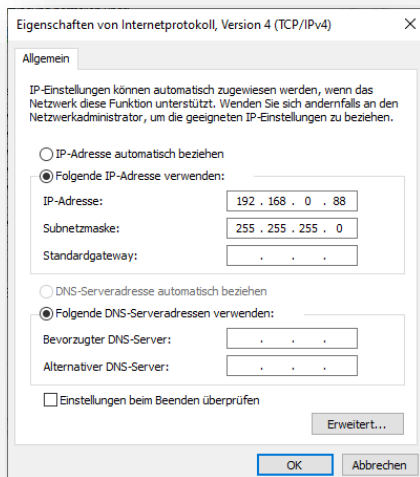 Eigenschaften von Internetprotokoll, Version 4 (TCP/IPv4)
Allgemein
IP-Einstellungen können automatisch zugewiesen werden, wenn das
Netzwerk diese Funktion unterstützt. Wenden Sie sich andernfalls an den
Netzwerkadministrator, um die geeigneten IP-Einstellungen zu beziehen.
IP-Adresse automatisch beziehen
Folgende IP-Adresse verwenden:
IP-Adresse: 192 . 168 . 0 . 88
Subnetzmaske: 255 . 255 . 255 . 0
Standardgateway: . . .
DNS-Serveradresse automatisch beziehen
Folgende DNS-Serveradressen verwenden:
Bevorzugter DNS-Server: . . .
Alternativer DNS-Server: . . .
Einstellungen beim Beenden überprüfen
Erweitert...
OK Abbrechen